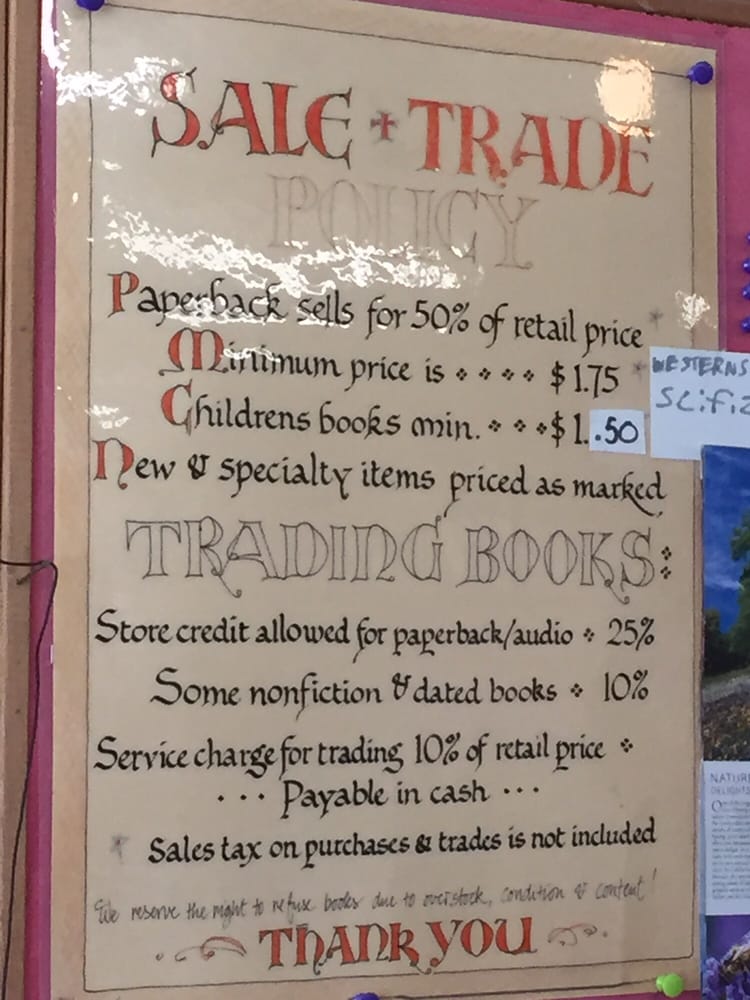 SALE + TRADE
POLICY
Paperback sells for 50% of retail price *
Minimum price is $1.75 *
Childrens books min. $1..50
New & specialty items priced as marked
TRADING BOOKS:
Store credit allowed for paperback/audio 25%
Some nonfiction & dated books 10%
Service charge for trading 10% of retail price
... Payable in cash ...
* Sales tax on purchases & trades is not included
We reserve the right to refuse books due to overstock, condition & content!
THANK YOU
WESTERNS
Scifi
NATUR
DELIGHTS